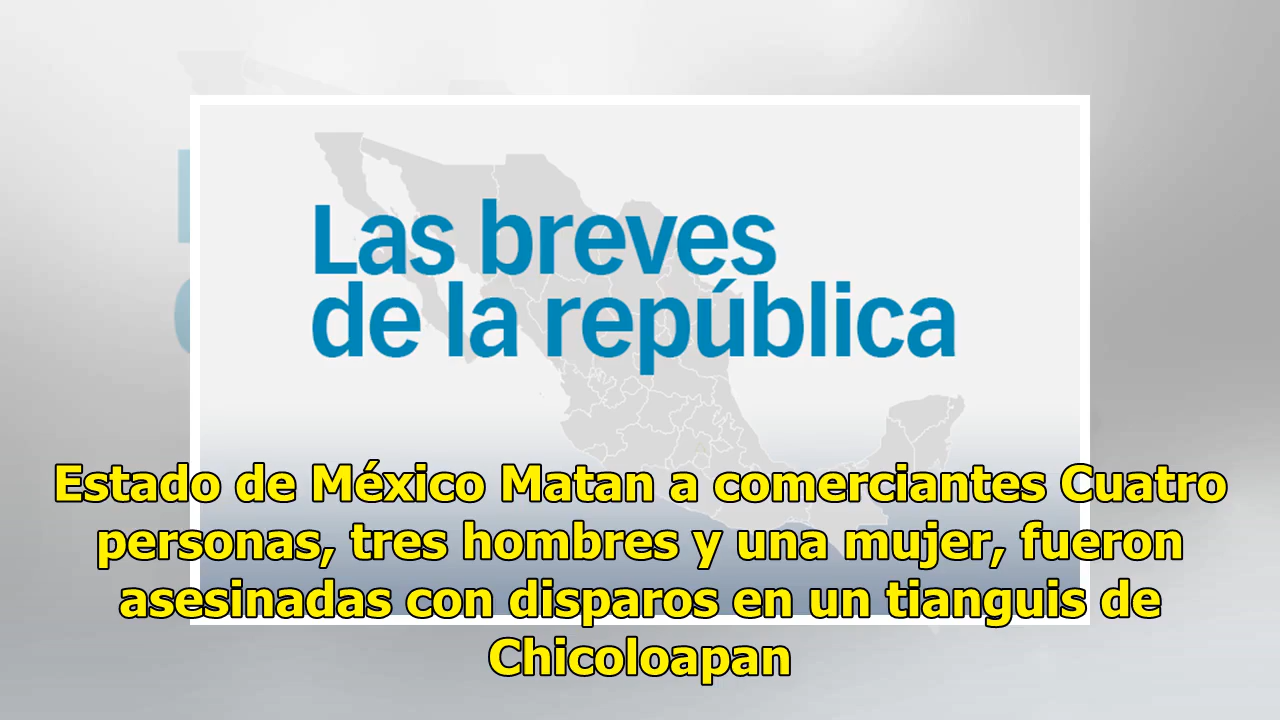 Las breves
de la república
Estado de México Matan a comerciantes Cuatro
personas, tres hombres y una mujer, fueron
asesinadas con disparos en un tianguis de
Chicoloapan